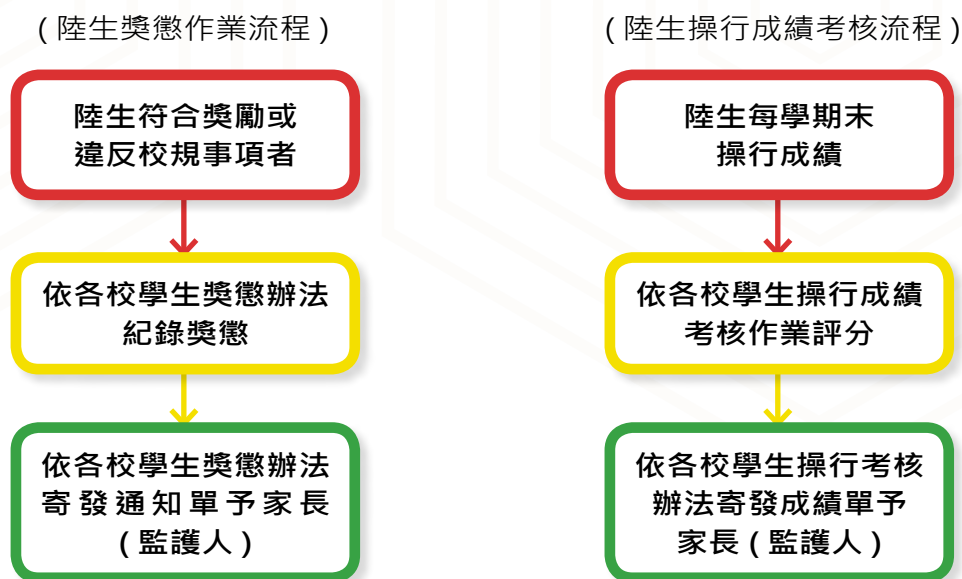 (陸生獎懲作業流程)
陸生符合獎勵或
違反校規事項者
依各校學生獎懲辦法
紀錄獎懲
依各校學生獎懲辦法
寄發通知單予家長
(監護人)
(陸生操行成績考核流程)
陸生每學期末
操行成績
依各校學生操行成績
考核作業評分
依各校學生操行考核
辦法寄發成績單予
家長(監護人)